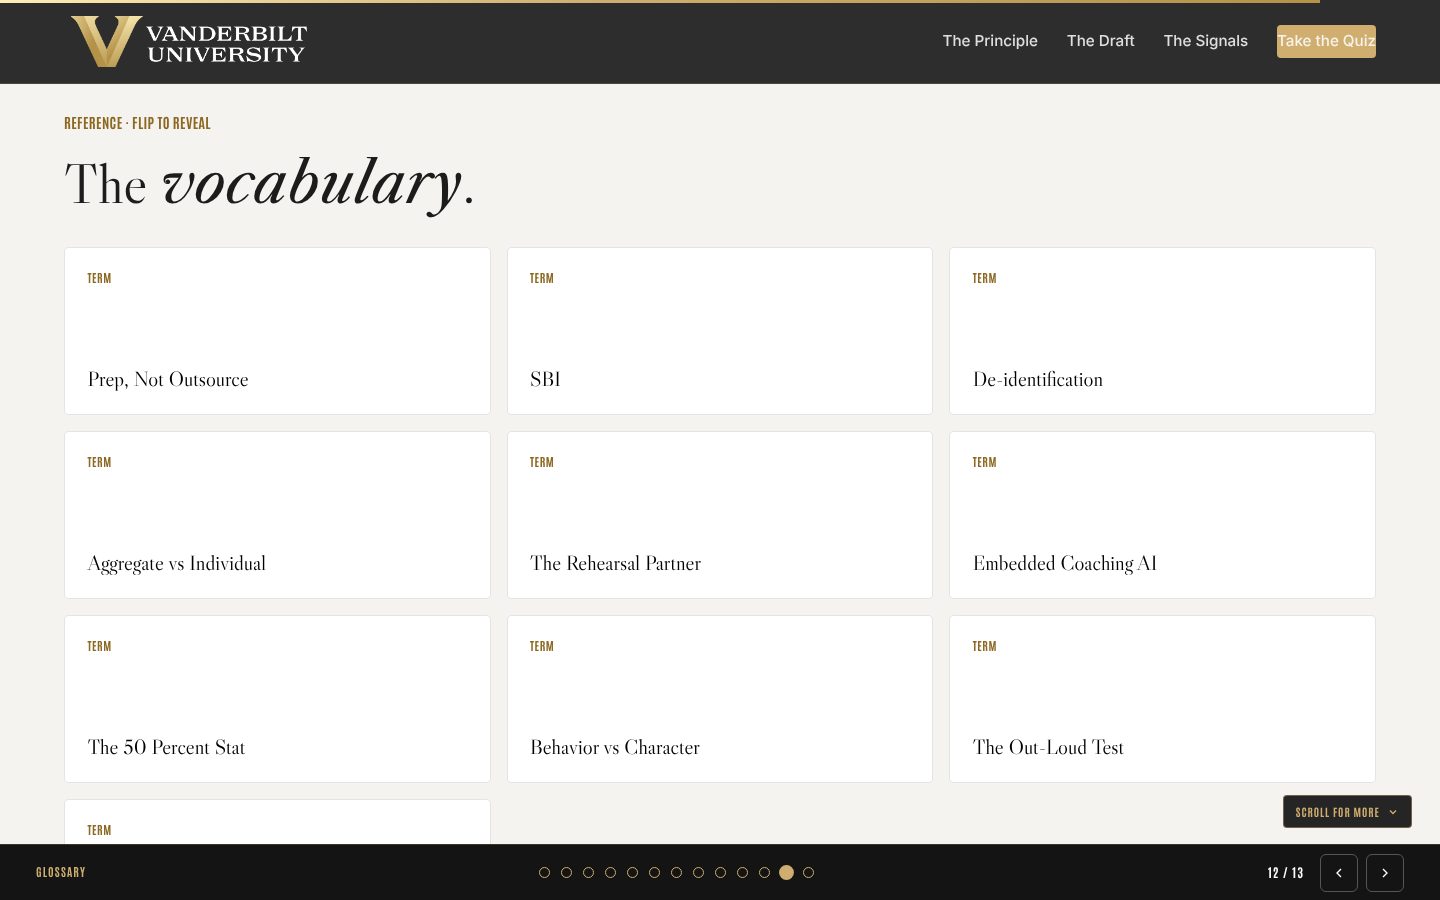 VANDERBILT
UNIVERSITY
The Principle
The Draft
The Signals
Take the Quiz
REFERENCE · FLIP TO REVEAL
The vocabulary.
TERM
Prep, Not Outsource
TERM
SBI
TERM
De-identification
TERM
Aggregate vs Individual
TERM
The Rehearsal Partner
TERM
Embedded Coaching AI
TERM
The 50 Percent Stat
TERM
Behavior vs Character
TERM
The Out-Loud Test
TERM
SCROLL FOR MORE
GLOSSARY
12 / 13